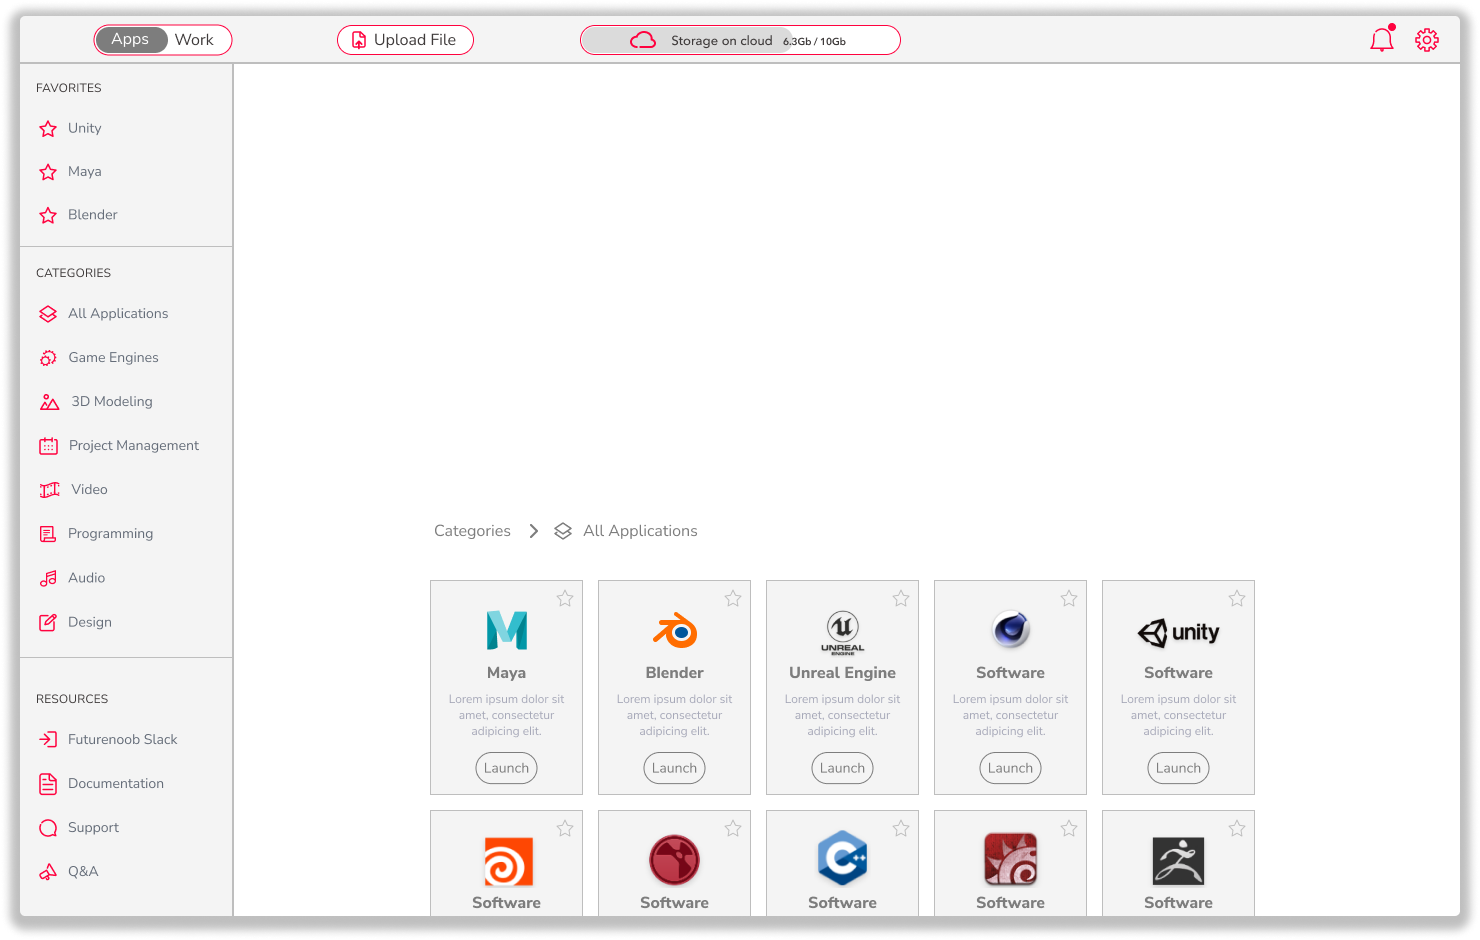 Apps Work
Upload File
Storage on cloud 6.3Gb / 10Gb
FAVORITES
Unity
Maya
Blender
CATEGORIES
All Applications
Game Engines
3D Modeling
Project Management
Video
Programming
Audio
Design
RESOURCES
Futurenoob Slack
Documentation
Support
Q&A
Categories All Applications
Maya
Lorem ipsum dolor sit
amet, consectetur
adipicing elit.
Launch
Blender
Lorem ipsum dolor sit
amet, consectetur
adipicing elit.
Launch
UNREAL
ENGINE
Unreal Engine
Lorem ipsum dolor sit
amet, consectetur
adipicing elit.
Launch
Software
Lorem ipsum dolor sit
amet, consectetur
adipicing elit.
Launch
unity
Software
Lorem ipsum dolor sit
amet, consectetur
adipicing elit.
Launch
Software
Software
C++
Software
Software
Software